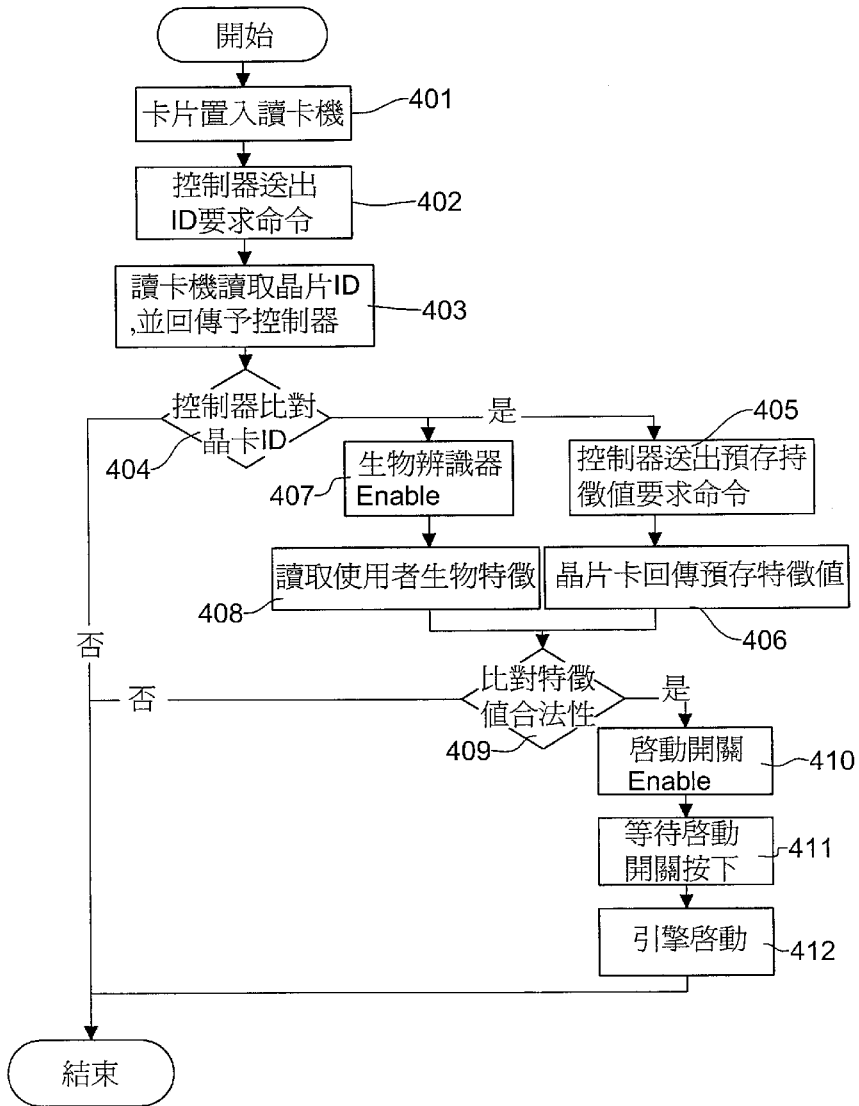 開始
卡片置入讀卡機
401
控制器送出
ID要求命令
402
讀卡機讀取晶片ID
,並回傳予控制器
403
控制器比對
晶卡ID
404
是
405
控制器送出預存持
徵值要求命令
生物辨識器
Enable
407
讀取使用者生物特徵
408
晶片卡回傳預存特徵值
406
否
否
比對特徵
值合法性
409
是
啓動開關
Enable
410
等待啓動
開關按下
411
引擎啓動
412
結束